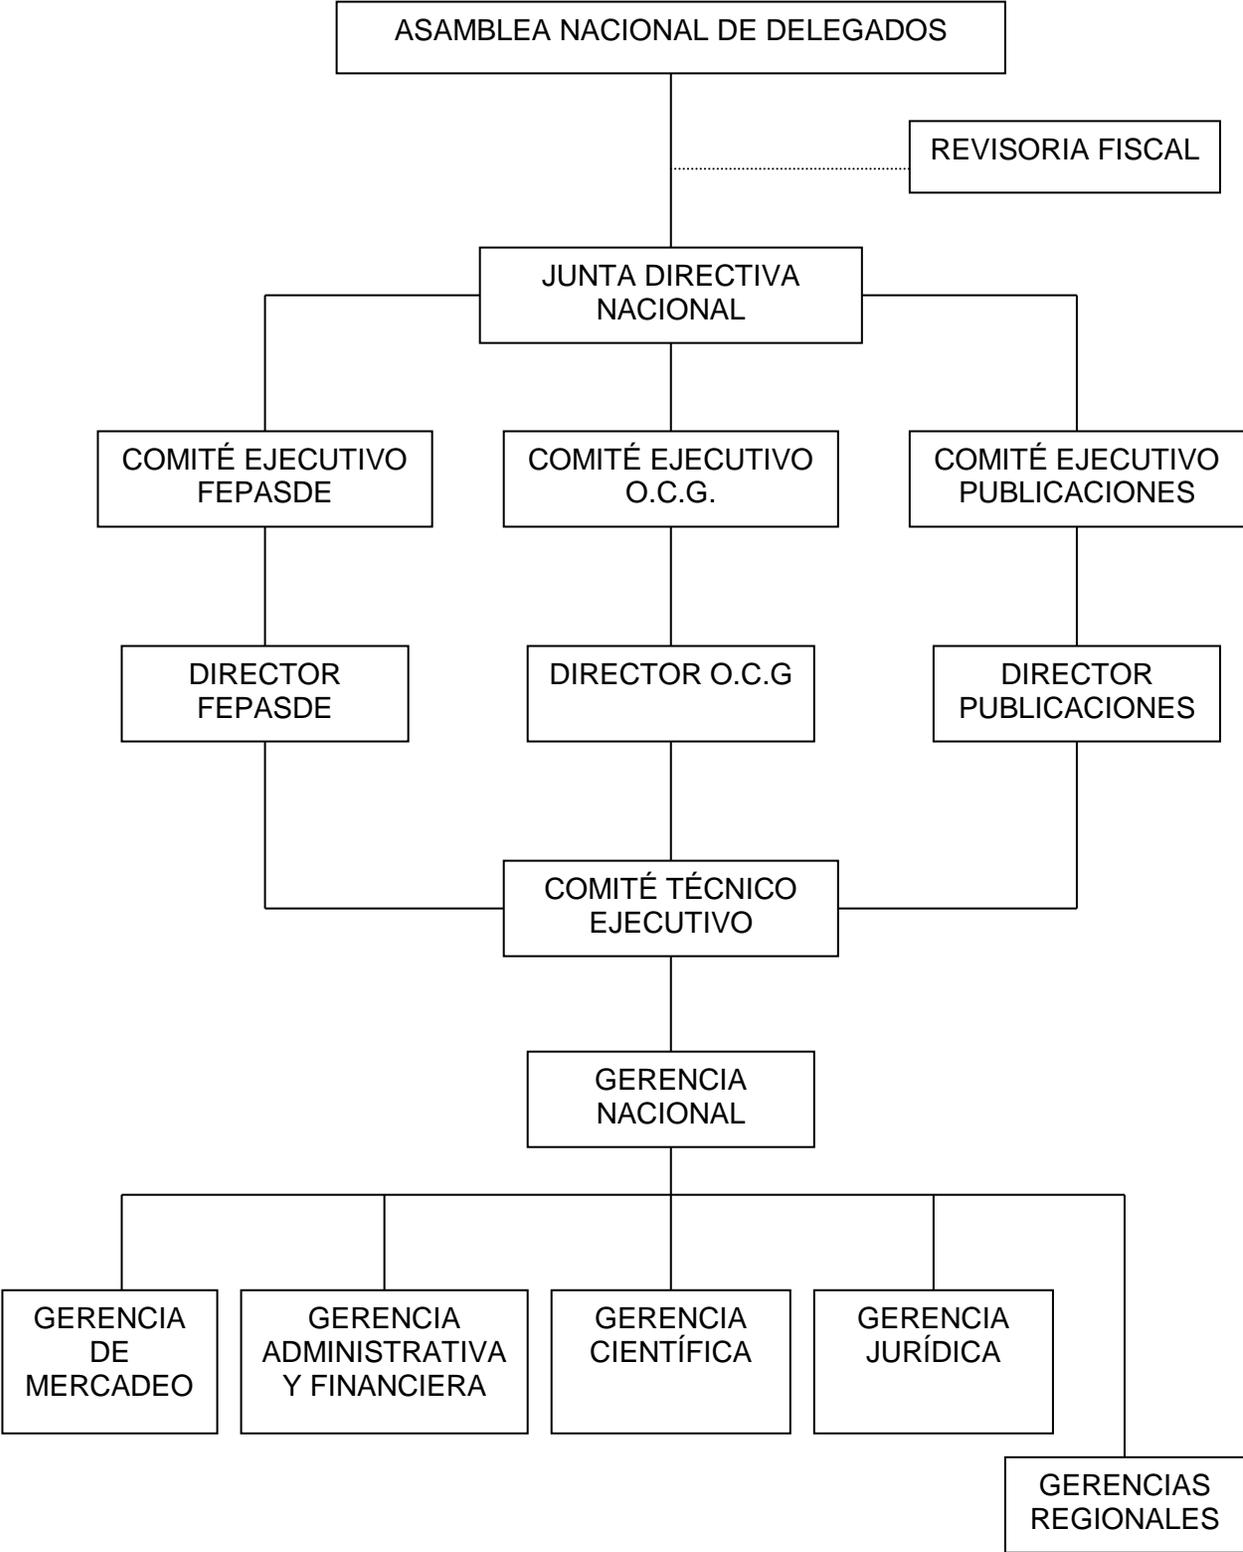 ASAMBLEA NACIONAL DE DELEGADOS
REVISORIA FISCAL
JUNTA DIRECTIVA
NACIONAL
COMITÉ EJECUTIVO
FEPASDE
COMITÉ EJECUTIVO
O.C.G.
COMITÉ EJECUTIVO
PUBLICACIONES
DIRECTOR
FEPASDE
DIRECTOR O.C.G
DIRECTOR
PUBLICACIONES
COMITÉ TÉCNICO
EJECUTIVO
GERENCIA
NACIONAL
GERENCIA
DE
MERCADEO
GERENCIA
ADMINISTRATIVA
Y FINANCIERA
GERENCIA
CIENTÍFICA
GERENCIA
JURÍDICA
GERENCIAS
REGIONALES